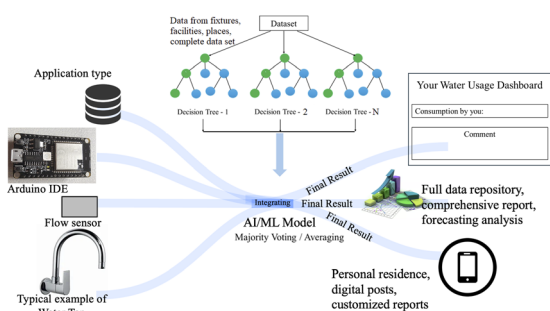 Data from fixtures,
facilities, places,
complete data set
Dataset
Decision Tree - 1
Decision Tree - 2
Decision Tree - N
Application type
Your Water Usage Dashboard
Consumption by you:
Comment
Arduino IDE
Flow sensor
Integrating
Final Result
Final Result
Final Result
AI/ML Model
Majority Voting / Averaging
Full data repository,
comprehensive report,
forecasting analysis
Personal residence,
digital posts,
customized reports
Typical example of